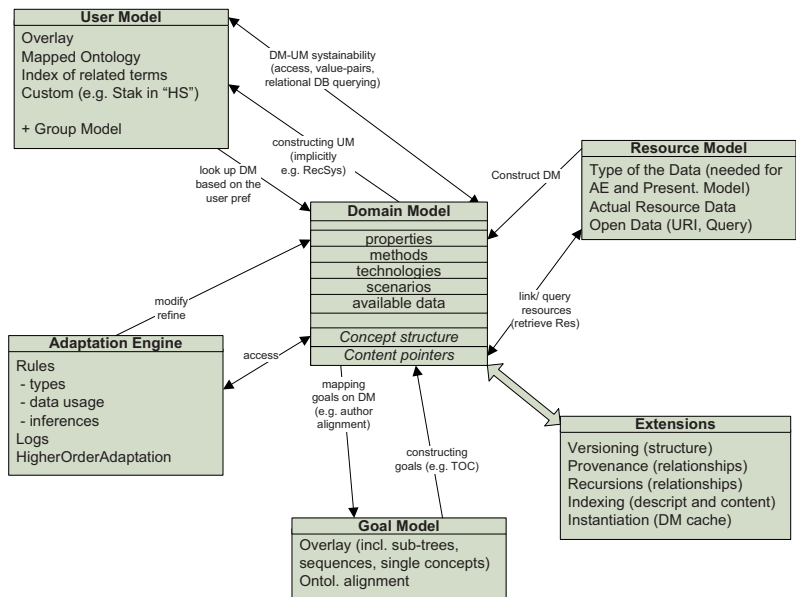 User Model
Overlay
Mapped Ontology
Index of related terms
Custom (e.g. Stak in “HS”)
+ Group Model
DM-UM systainability
(access, value-pairs,
relational DB querying)
constructing UM
(implicitly
e.g. RecSys)
look up DM
based on the
user pref
Construct DM
Resource Model
Type of the Data (needed for
AE and Present. Model)
Actual Resource Data
Open Data (URI, Query)
Domain Model
properties
methods
technologies
scenarios
available data
Concept structure
Content pointers
modify
refine
link/ query
resources
(retrieve Res)
Adaptation Engine
Rules
- types
- data usage
- inferences
Logs
HigherOrderAdaptation
access
mapping
goals on DM
(e.g. author
alignment)
constructing
goals (e.g. TOC)
Extensions
Versioning (structure)
Provenance (relationships)
Recursions (relationships)
Indexing (descript and content)
Instantiation (DM cache)
Goal Model
Overlay (incl. sub-trees,
sequences, single concepts)
Ontol. alignment